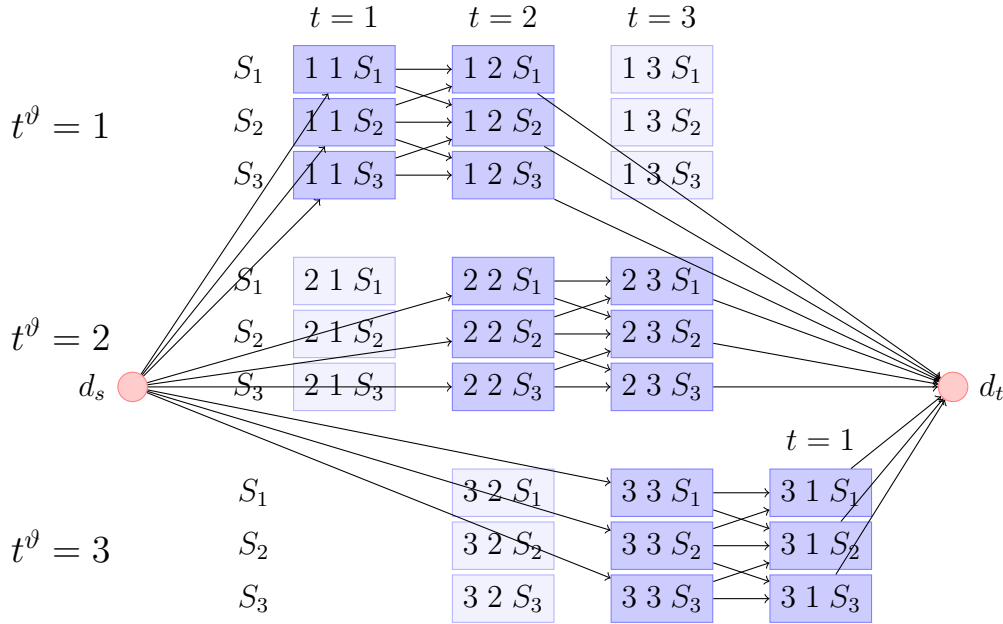 t = 1 t = 2 t = 3
S₁ 1 1 S₁ 1 2 S₁ 1 3 S₁
t^ϑ = 1 S₂ 1 1 S₂ 1 2 S₂ 1 3 S₂
S₃ 1 1 S₃ 1 2 S₃ 1 3 S₃
S₁ 2 1 S₁ 2 2 S₁ 2 3 S₁
t^ϑ = 2 S₂ 2 1 S₂ 2 2 S₂ 2 3 S₂
d_s S₃ 2 1 S₃ 2 2 S₃ 2 3 S₃ d_t
t = 1
S₁ 3 2 S₁ 3 3 S₁ 3 1 S₁
t^ϑ = 3 S₂ 3 2 S₂ 3 3 S₂ 3 1 S₂
S₃ 3 2 S₃ 3 3 S₃ 3 1 S₃